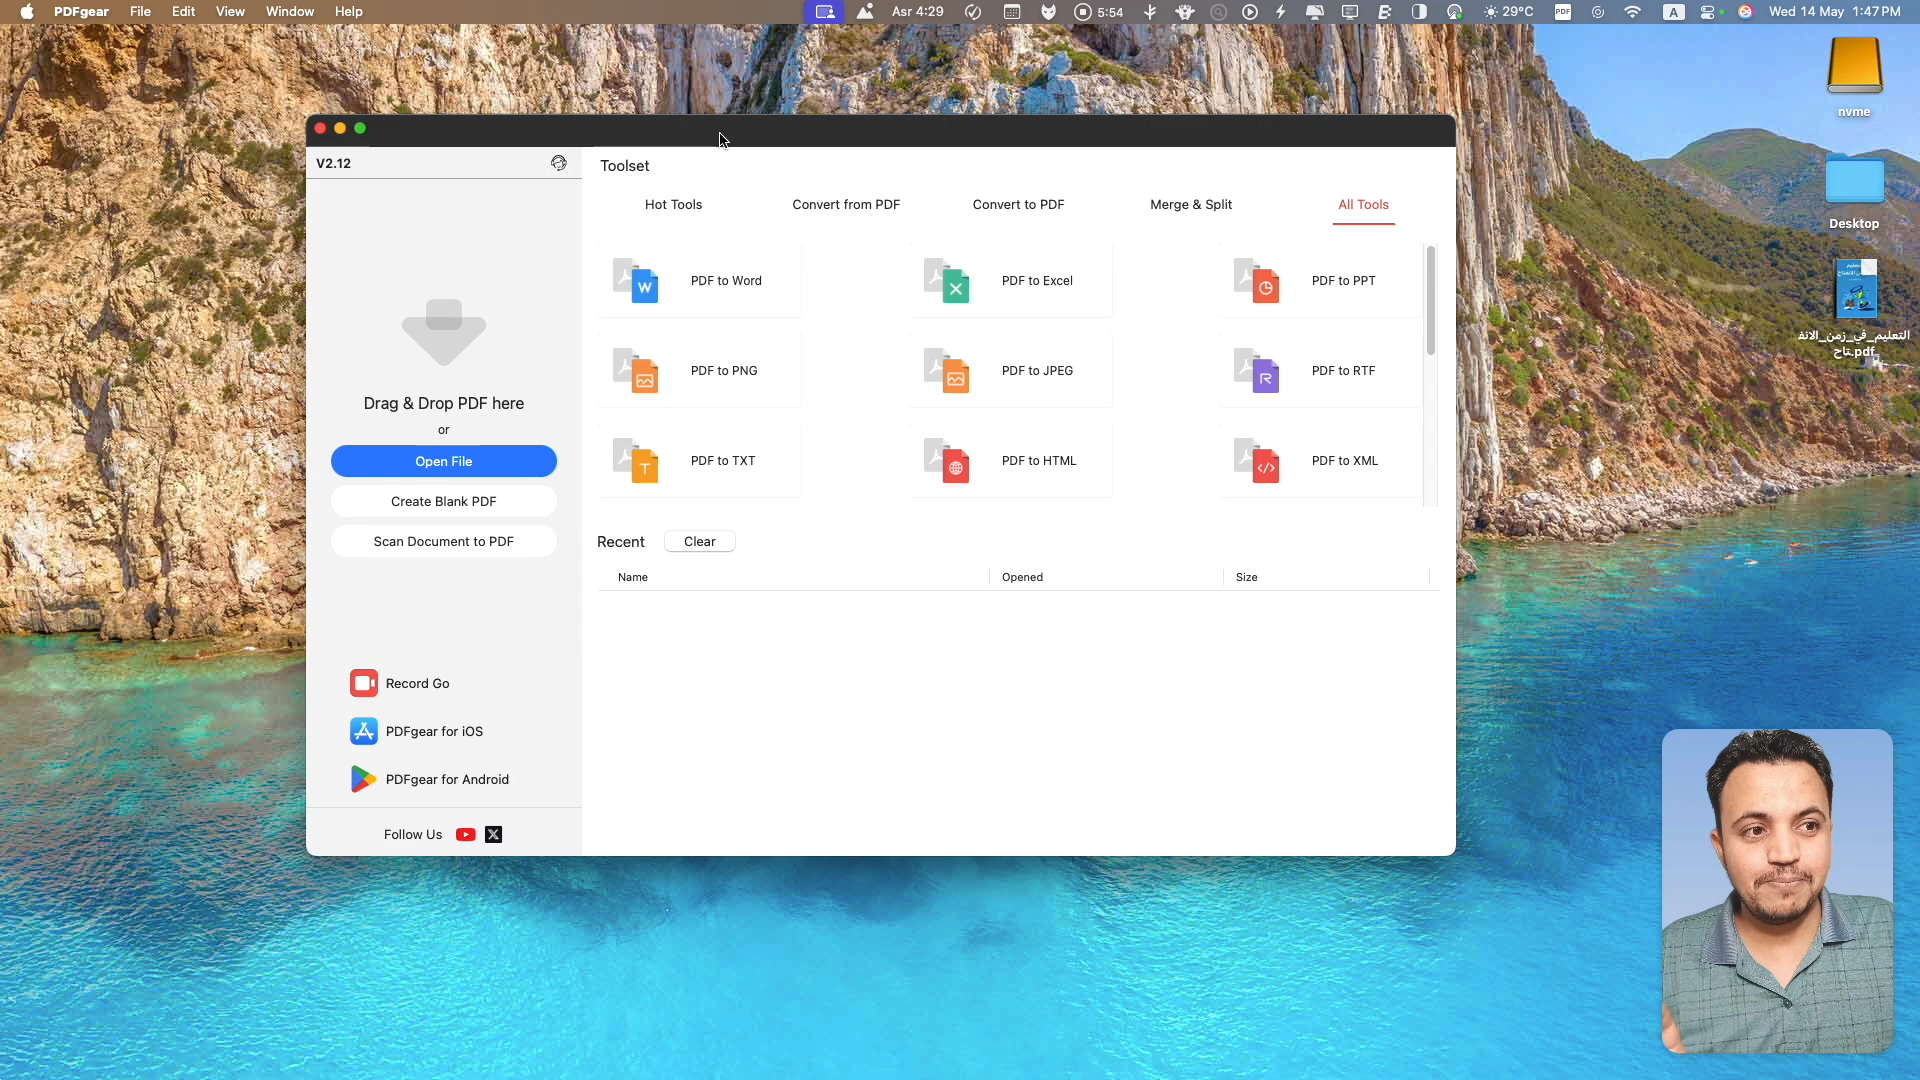 PDFgear File Edit View Window Help
Asr 4:29 5:54 29°C PDF A Wed 14 May 1:47 PM
nvme
Desktop
التعليم_في_زمن_الانف
تاح.pdf
V2.12
Drag & Drop PDF here
or
Open File
Create Blank PDF
Scan Document to PDF
Record Go
PDFgear for iOS
PDFgear for Android
Follow Us
Toolset
Hot Tools Convert from PDF Convert to PDF Merge & Split All Tools
PDF to Word PDF to Excel PDF to PPT
PDF to PNG PDF to JPEG PDF to RTF
PDF to TXT PDF to HTML PDF to XML
Recent Clear
Name Opened Size